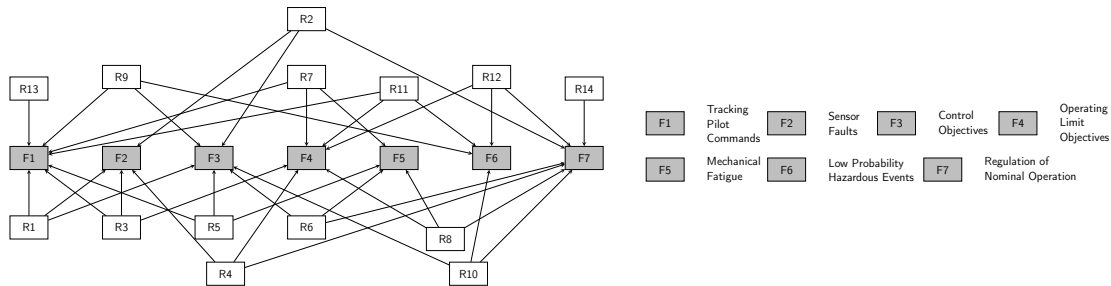 R2
R13
R9
R7
R11
R12
R14
F1
F2
F3
F4
F5
F6
F7
R1
R3
R5
R6
R8
R4
R10
F1
Tracking
Pilot
Commands
F2
Sensor
Faults
F3
Control
Objectives
F4
Operating
Limit
Objectives
F5
Mechanical
Fatigue
F6
Low Probability
Hazardous Events
F7
Regulation of
Nominal Operation